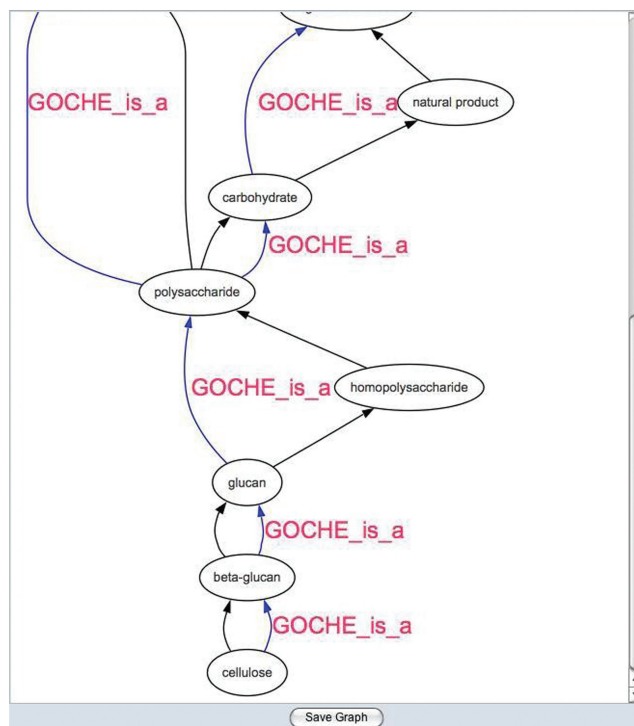 GOCHE_is_a
GOCHE_is_a
natural product
carbohydrate
GOCHE_is_a
polysaccharide
GOCHE_is_a
homopolysaccharide
glucan
GOCHE_is_a
beta-glucan
GOCHE_is_a
cellulose
Save Graph